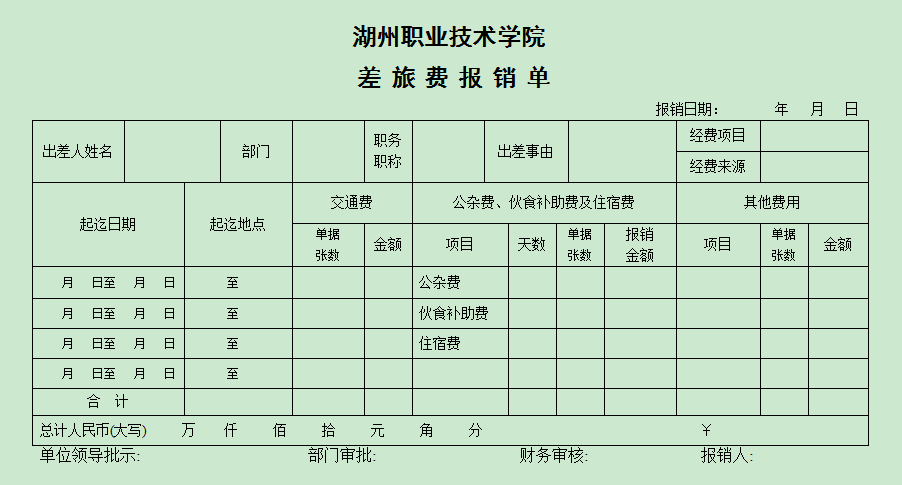 湖州职业技术学院
差 旅 费 报 销 单
报销日期： 年 月 日
出差人姓名 部门 职务职称 出差事由 经费项目
经费来源
起迄日期 起迄地点 交通费 公杂费、伙食补助费及住宿费 其他费用
单据张数 金额 项目 天数 单据张数 报销金额 项目 单据张数 金额
月 日至 月 日 至 公杂费
月 日至 月 日 至 伙食补助费
月 日至 月 日 至 住宿费
月 日至 月 日 至
合 计
总计人民币(大写) 万 仟 佰 拾 元 角 分 ￥
单位领导批示: 部门审批: 财务审核: 报销人: